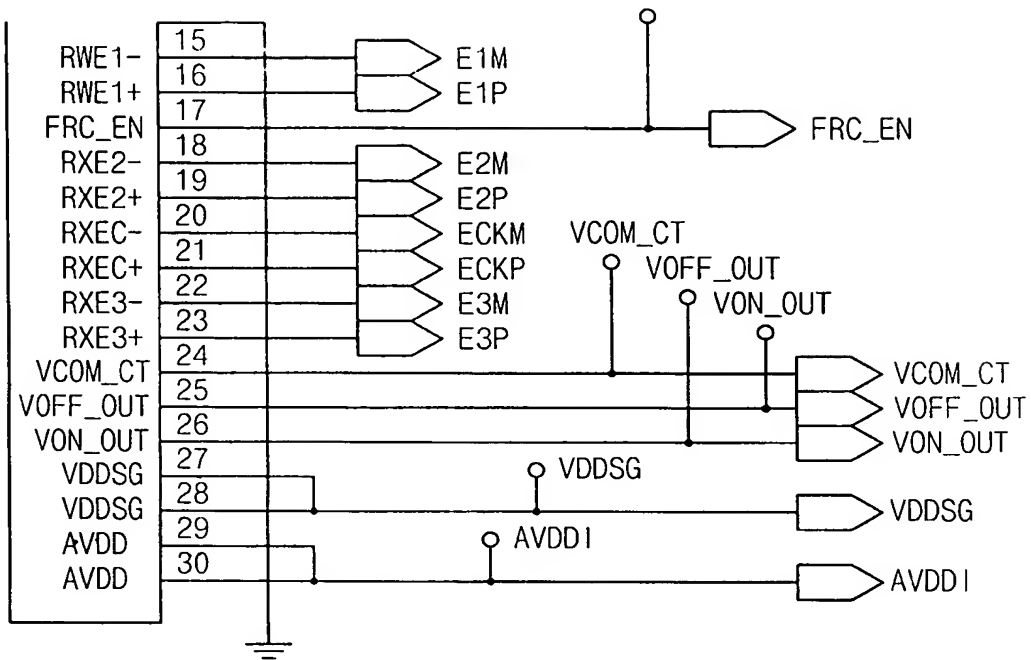 RWE1- 15 E1M
RWE1+ 16 E1P
FRC_EN 17 FRC_EN
RXE2- 18 E2M
RXE2+ 19 E2P
RXEC- 20 ECKM
VCOM_CT
RXEC+ 21 ECKP
VOFF_OUT
RXE3- 22 E3M
VON_OUT
RXE3+ 23 E3P
VCOM_CT 24 VCOM_CT
VOFF_OUT 25 VOFF_OUT
VON_OUT 26 VON_OUT
VDDSG 27
VDDSG
VDDSG 28 VDDSG
AVDD 29
AVDDI
AVDD 30 AVDDI